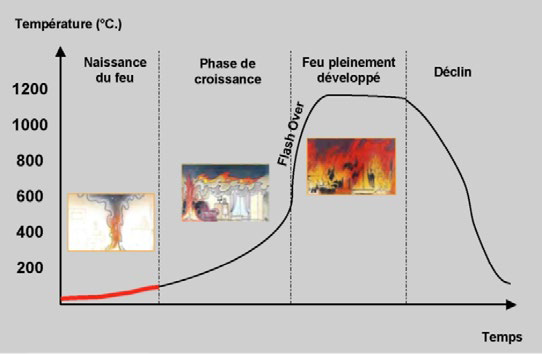 Température (°C.)
Naissance
du feu
Phase de
croissance
Feu pleinement
développé
Déclin
1200
1000
800
600
400
200
Flash Over
Temps